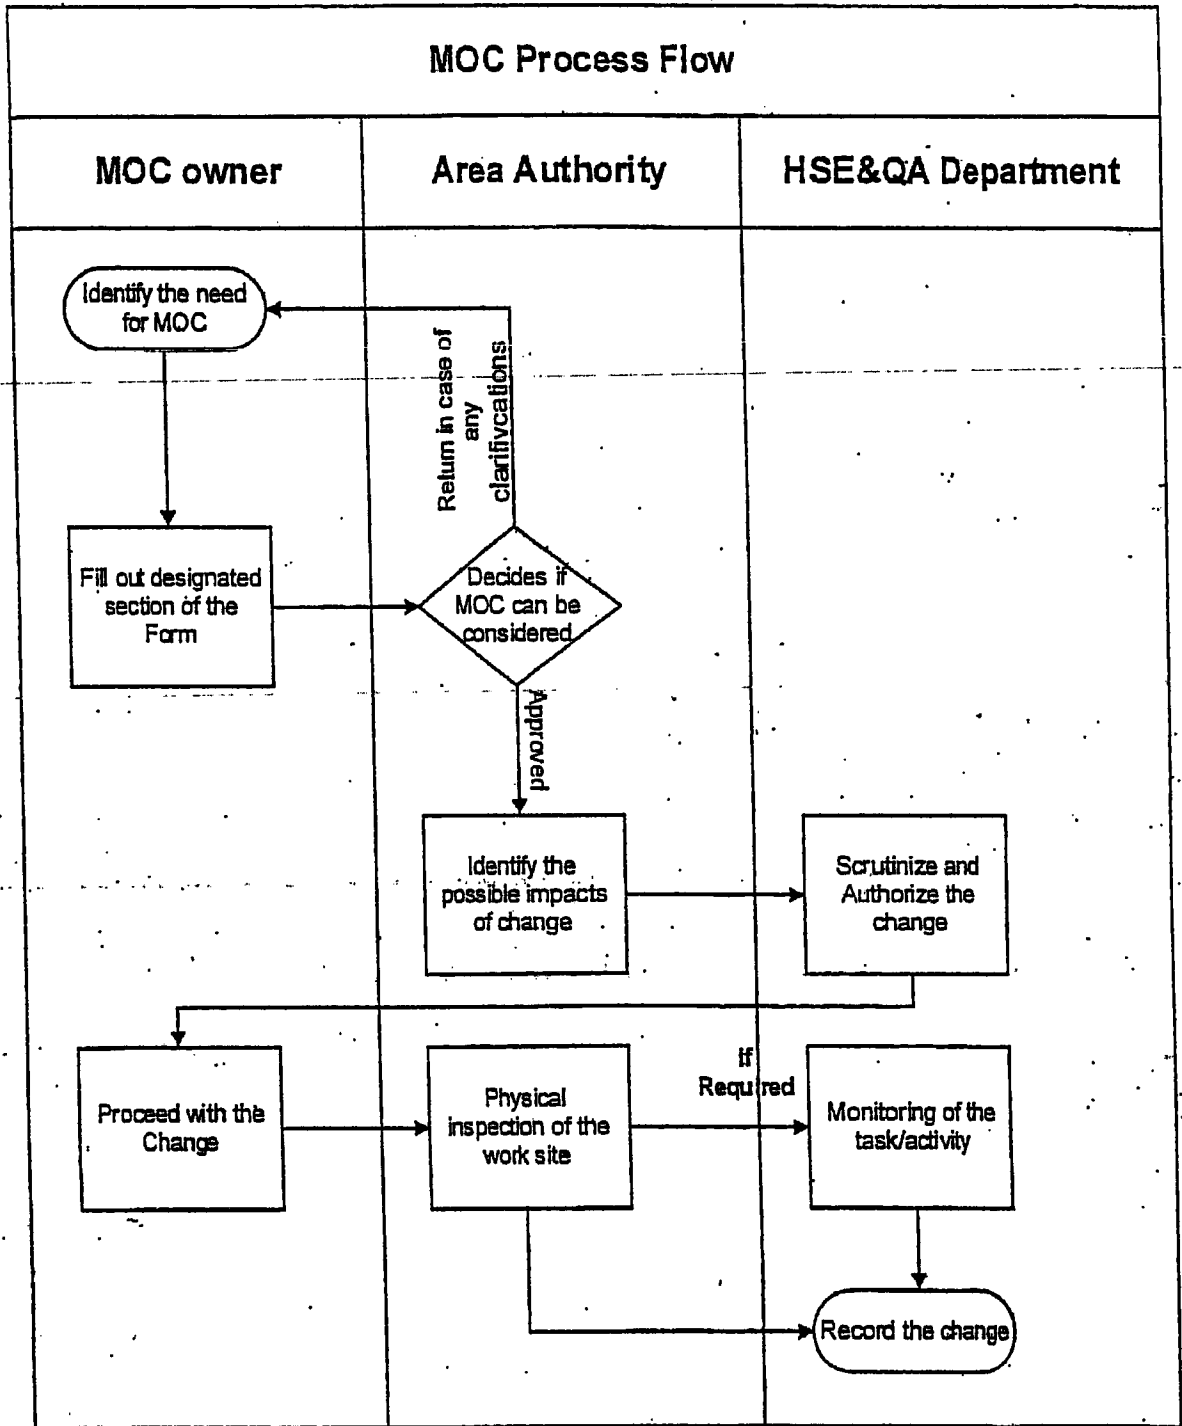 MOC Process Flow
MOC owner
Area Authority
HSE&QA Department
Identify the need
for MOC
Return in case of
any
clarifivcations
Fill out designated
section of the
Form
Decides if
MOC can be
considered
Approved
Identify the
possible impacts
of change
Scrutinize and
Authorize the
change
Proceed with the
Change
Physical
inspection of the
work site
If
Required
Monitoring of the
task/activity
Record the change